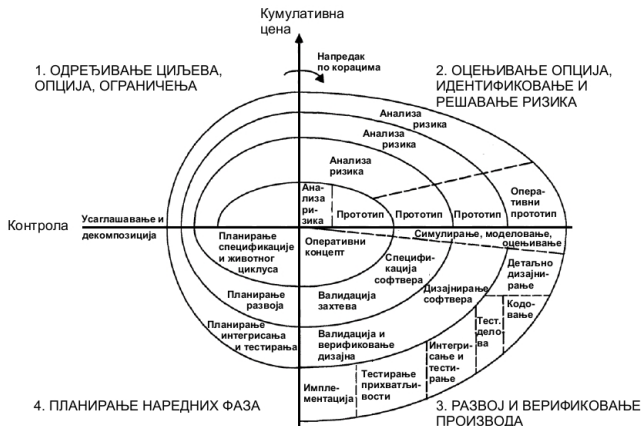 Кумулативна
цена
Напредак
по корацима
1. ОДРЕЂИВАЊЕ ЦИЉЕВА,
ОПЦИЈА, ОГРАНИЧЕЊА
2. ОЦЕЊИВАЊЕ ОПЦИЈА,
ИДЕНТИФИКОВАЊЕ И
РЕШАВАЊЕ РИЗИКА
Анализа
ризика
Анализа
ризика
Анализа
ризика
Ана-
лиза
ри-
зика
Прототип
Прототип
Прототип
Опера-
тивни
прототип
Контрола
Усаглашавање и
декомпозиција
Планирање
спецификације
и животног
циклуса
Оперативни
концепт
Симулирање, моделовање,
оцењивање
Специфи-
кација
софтвера
Детаљно
дизајни-
рање
Планирање
развоја
Валидација
захтева
Дизајнирање
софтвера
Кодо-
вање
Планирање
интегрисања
и тестирања
Валидација и
верификовање
дизајна
Тест.
дело-
ва
Интегри-
сање и
тести-
рање
Тестирање
прихватљи-
вости
Импле-
ментација
4. ПЛАНИРАЊЕ НАРЕДНИХ ФАЗА
3. РАЗВОЈ И ВЕРИФИКОВАЊЕ
ПРОИЗВОДА